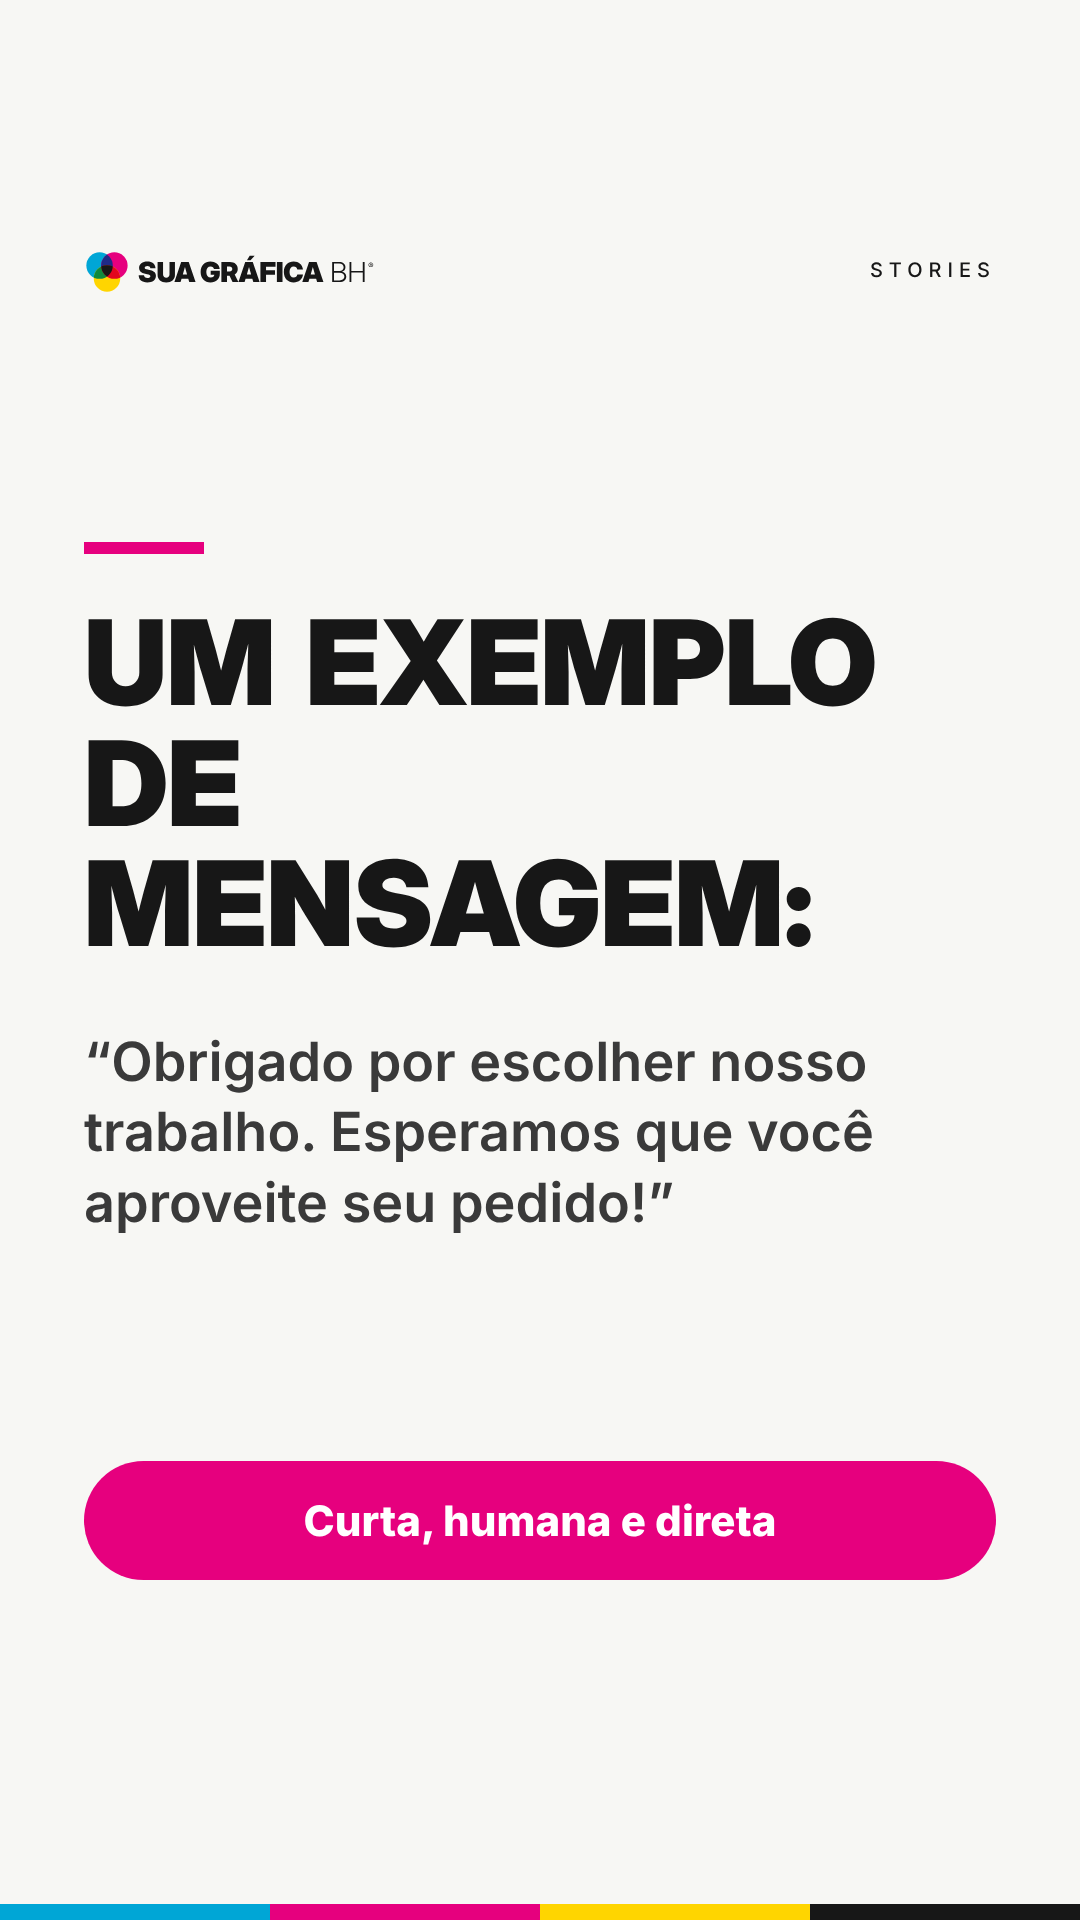 SUA GRÁFICA BH®
STORIES
UM EXEMPLO
DE
MENSAGEM:
“Obrigado por escolher nosso
trabalho. Esperamos que você
aproveite seu pedido!”
Curta, humana e direta